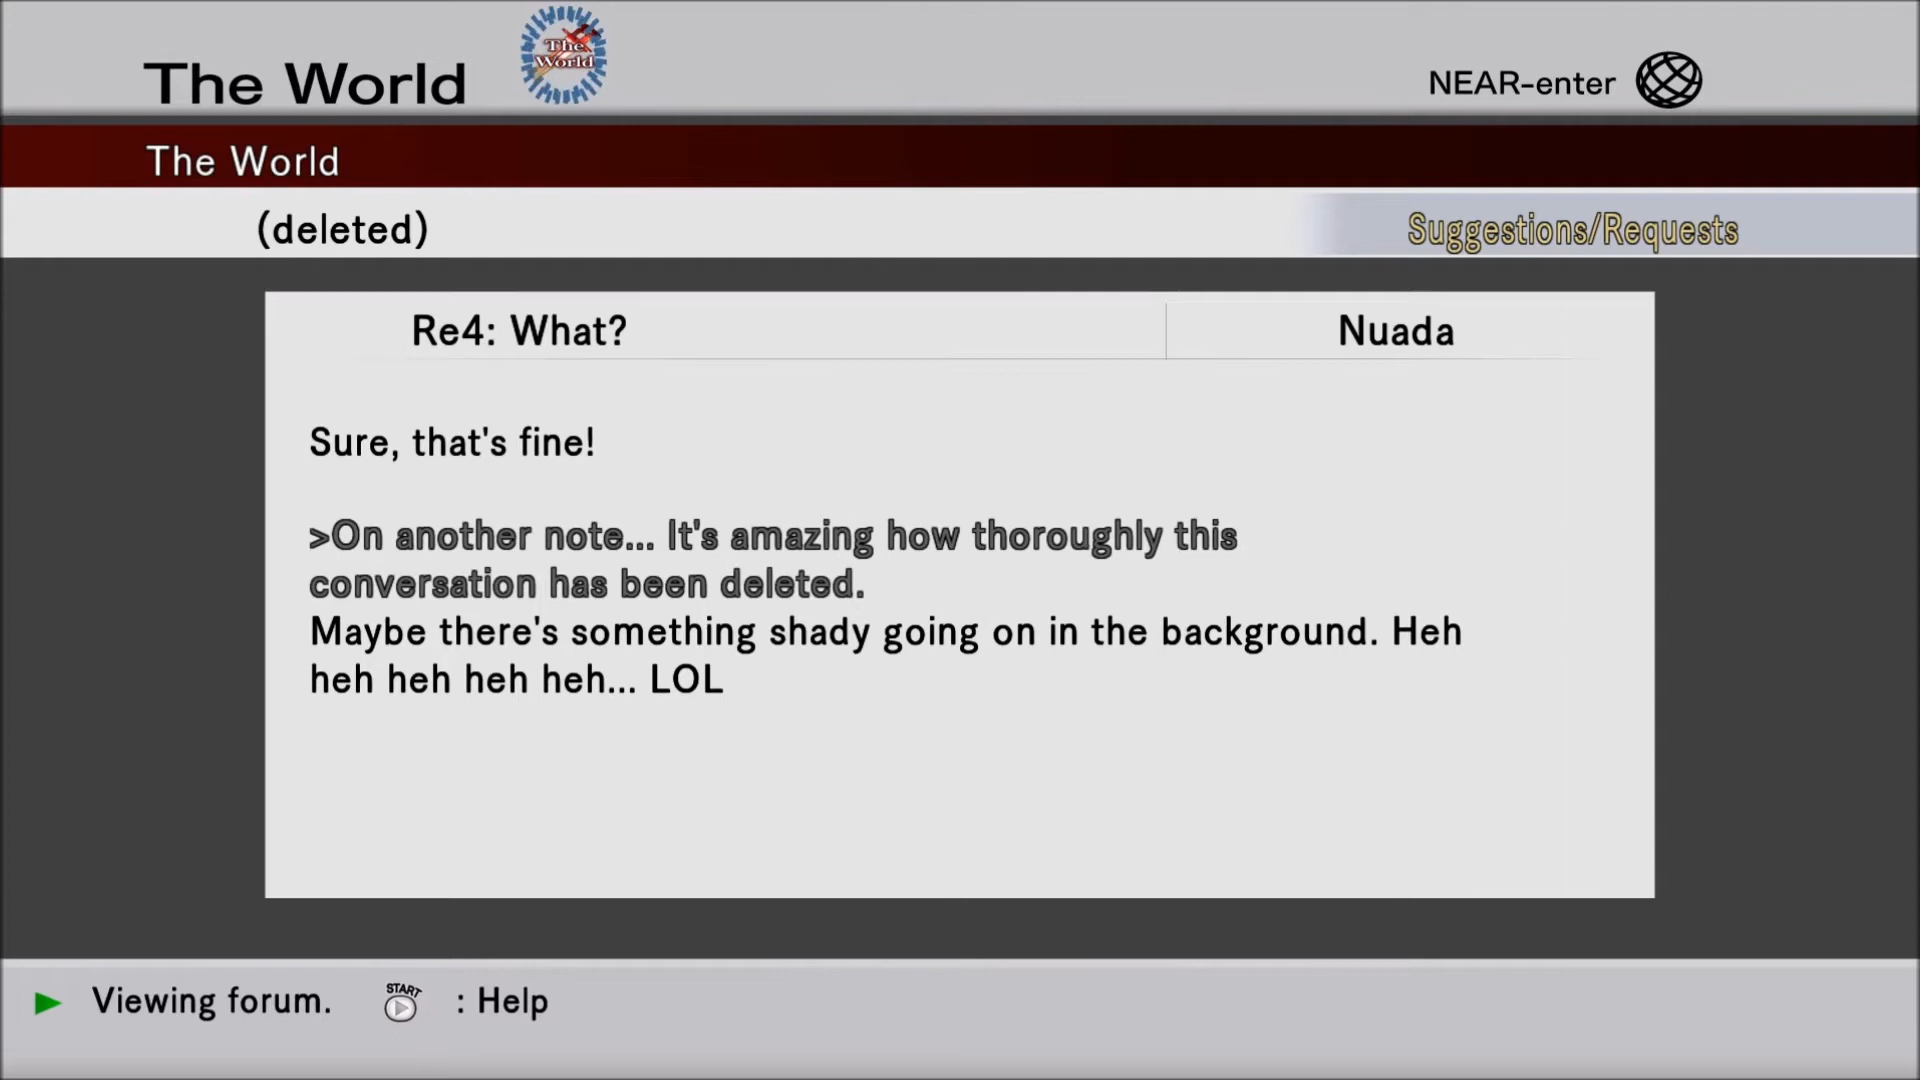 The World
The
World
NEAR-enter
The World
(deleted)
Suggestions/Requests
Re4: What?
Nuada
Sure, that's fine!
>On another note... It's amazing how thoroughly this
conversation has been deleted.
Maybe there's something shady going on in the background. Heh
heh heh heh heh... LOL
Viewing forum.
START
: Help